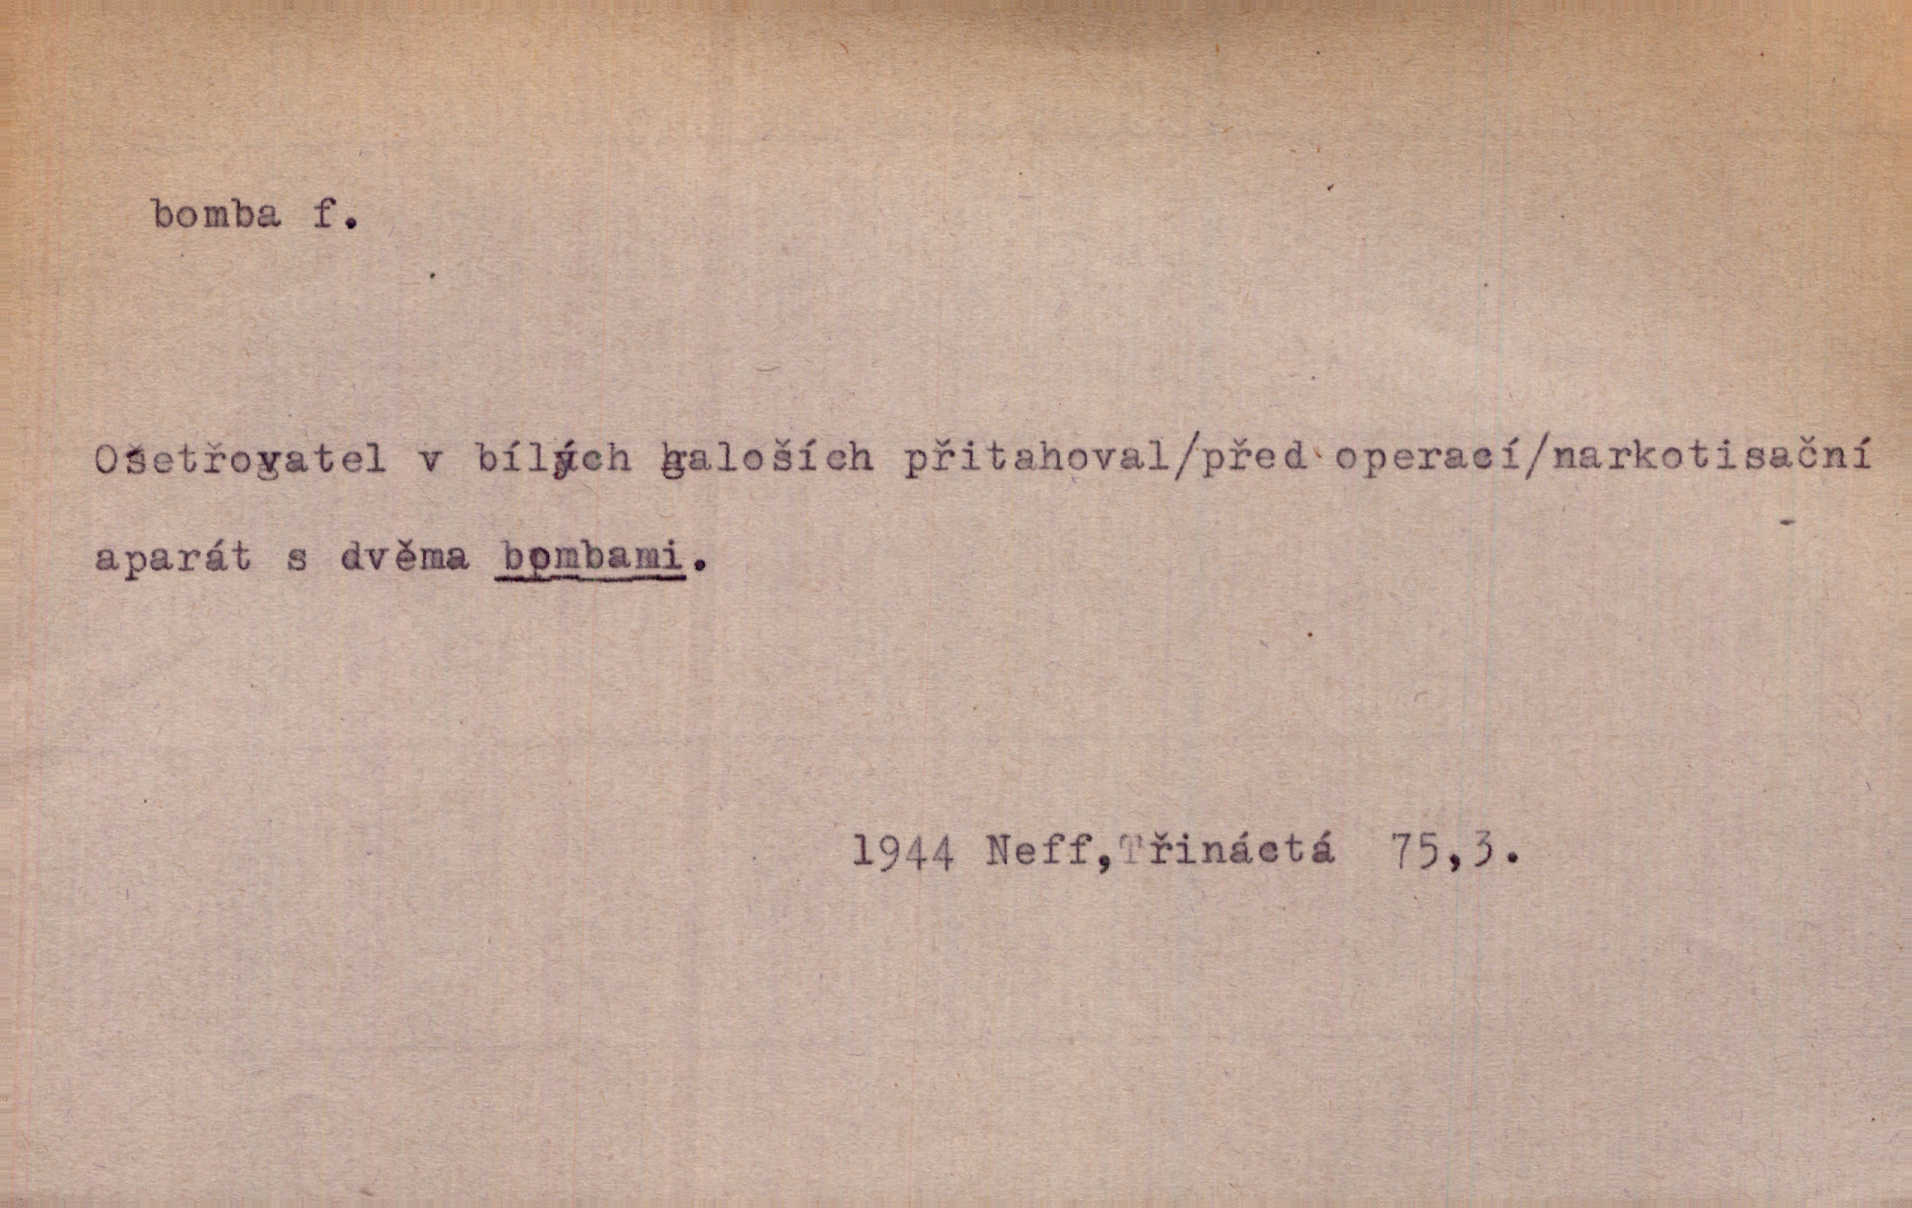 bomba f.
Ošetřovatel v bílých galoších přitahoval/před operací/narkotisační
aparát s dvěma bombami.
1944 Neff,Třináctá 75,3.